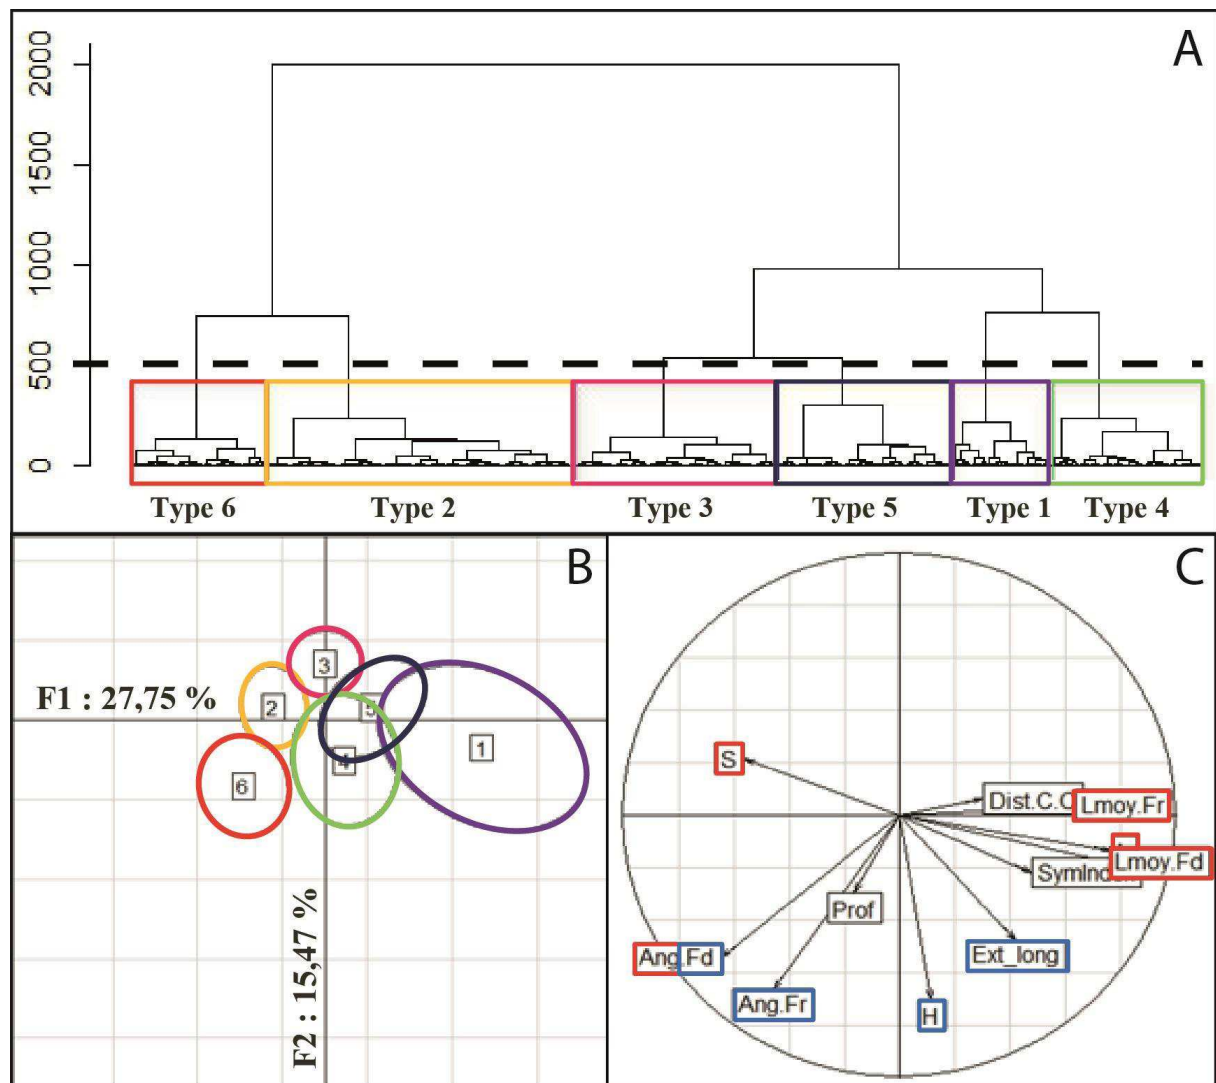 A
2000
1500
1000
500
0
Type 6
Type 2
Type 3
Type 5
Type 1
Type 4
B
F1 : 27,75 %
F2 : 15,47 %
3
2
5
4
1
6
C
S
Dist.C.C
Lmoy.Fr
Lmoy.Fd
Prof
Ang.Fd
Ext_long
Ang.Fr
H